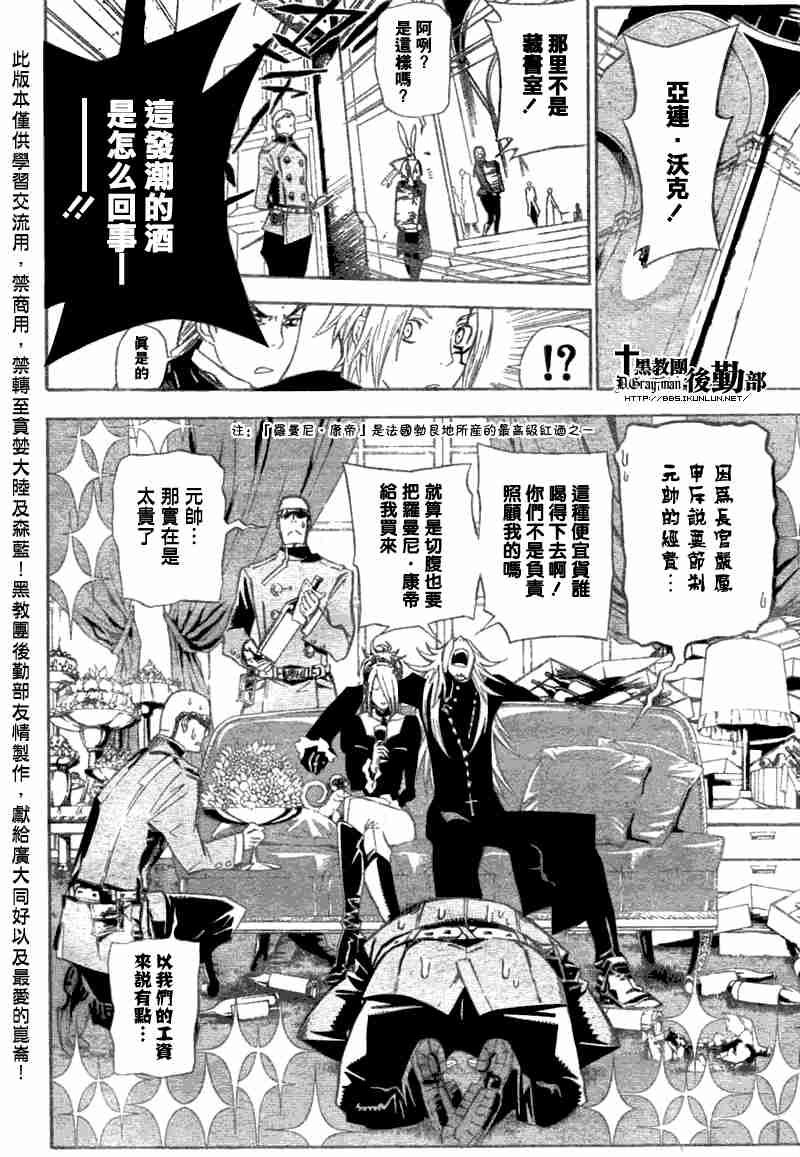 亞連·沃克！
那里不是
藏書室！
阿咧？
是這樣嗎？
這發潮的酒
是怎么回事——！！
!?
真是的
✝黑教團
D.Gray-man 後勤部
HTTP://BBS.IKUNLUN.NET/
注：「羅曼尼·康帝」是法國勃艮地所産的最高級紅酒之一
因爲長官嚴厲
申斥說要節制
元帥的經費…
這種便宜貨誰
喝得下去啊！
你們不是負責
照顧我的嗎
就算是切腹也要
把羅曼尼·康帝
給我買來
元帥…
那實在是
太貴了
以我們的工資
來說有點…
此版本僅供學習交流用，禁商用，禁轉至貪婪大陸及森藍！黑教團後勤部友情製作，獻給廣大同好以及最愛的崑崙！